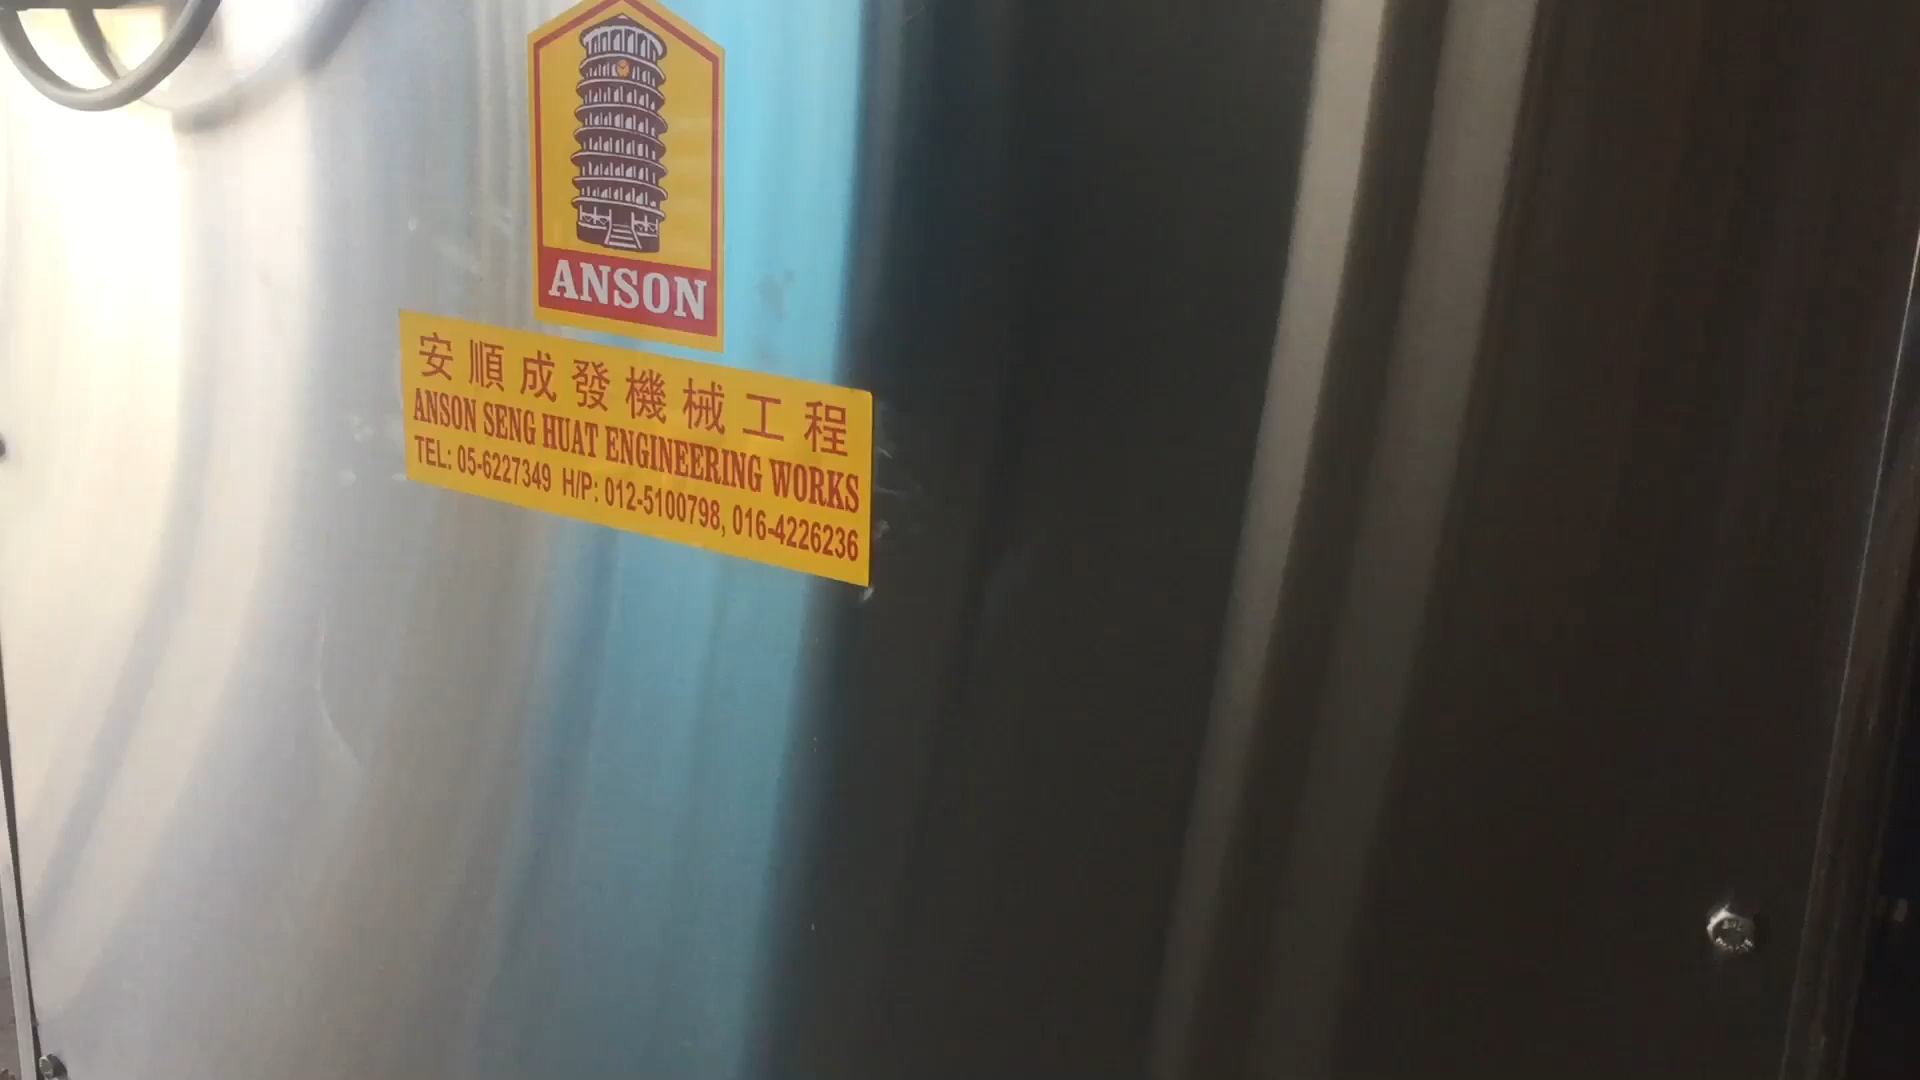 ANSON
安順成發機械工程
ANSON SENG HUAT ENGINEERING WORKS
TEL: 05-6227349 H/P: 012-5100798, 016-4226236